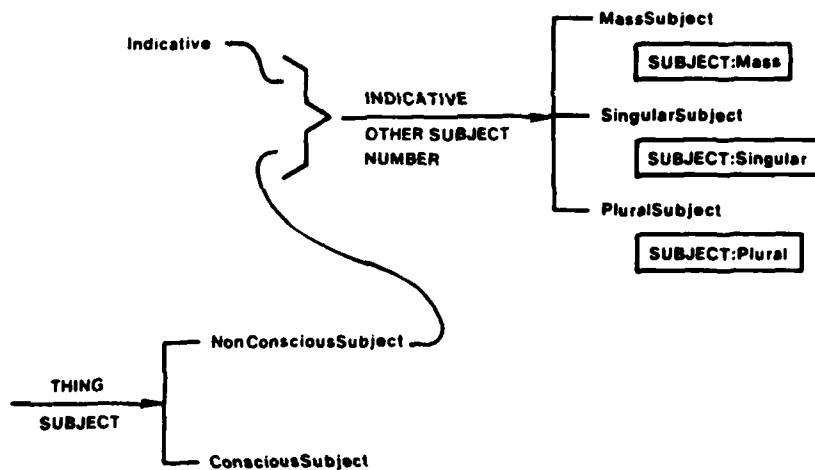 MassSubject
Indicative
SUBJECT:Mass
INDICATIVE
SingularSubject
OTHER SUBJECT
NUMBER
SUBJECT:Singular
PluralSubject
SUBJECT:Plural
NonConsciousSubject
THING
SUBJECT
ConsciousSubject